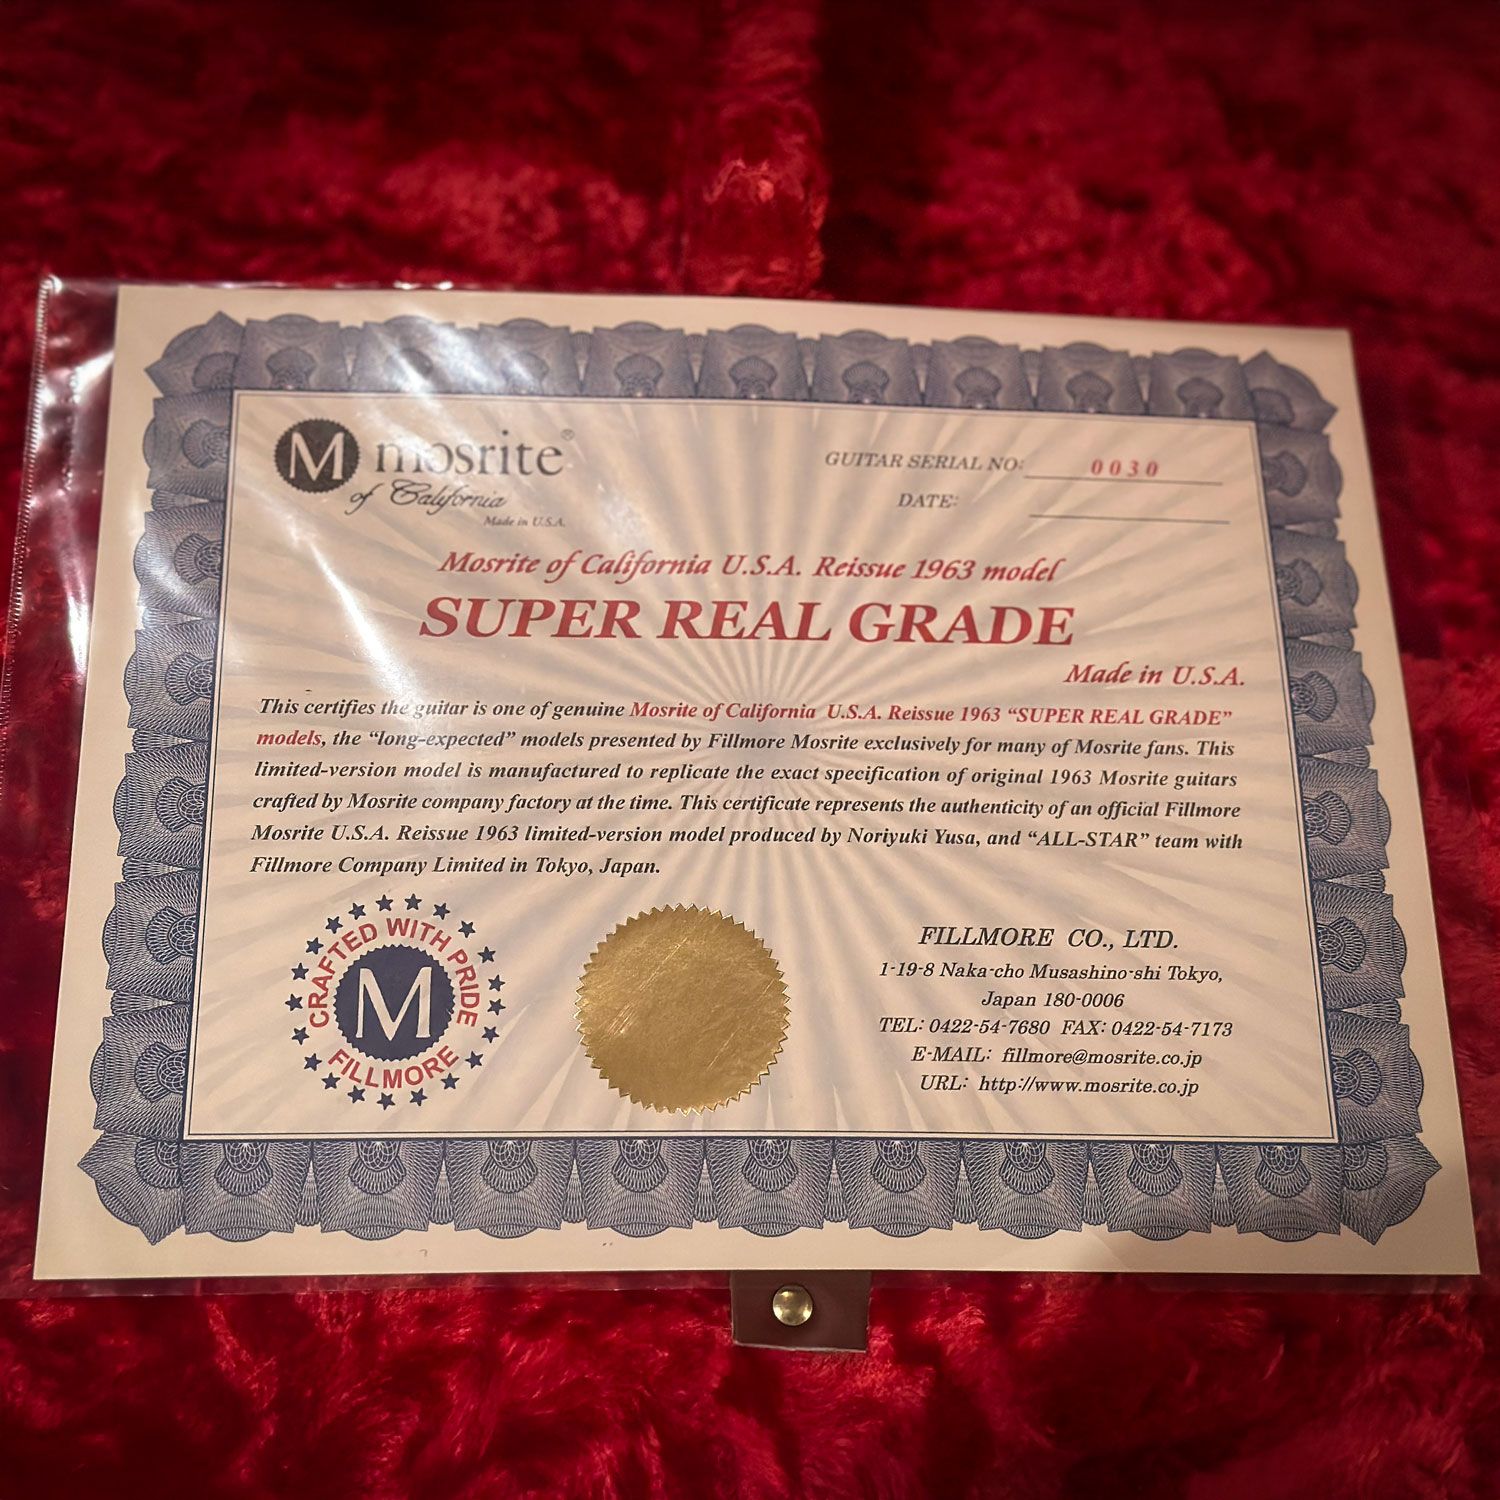 M mosrite®
of California
Made in U.S.A.
GUITAR SERIAL NO: 0030
DATE:
Mosrite of California U.S.A. Reissue 1963 model
SUPER REAL GRADE
Made in U.S.A.
This certifies the guitar is one of genuine Mosrite of California U.S.A. Reissue 1963 “SUPER REAL GRADE”
models, the “long-expected” models presented by Fillmore Mosrite exclusively for many of Mosrite fans. This
limited-version model is manufactured to replicate the exact specification of original 1963 Mosrite guitars
crafted by Mosrite company factory at the time. This certificate represents the authenticity of an official Fillmore
Mosrite U.S.A. Reissue 1963 limited-version model produced by Noriyuki Yusa, and “ALL-STAR” team with
Fillmore Company Limited in Tokyo, Japan.
CRAFTED WITH PRIDE
M
FILLMORE
FILLMORE CO., LTD.
1-19-8 Naka-cho Musashino-shi Tokyo,
Japan 180-0006
TEL: 0422-54-7680 FAX: 0422-54-7173
E-MAIL: fillmore@mosrite.co.jp
URL: http://www.mosrite.co.jp